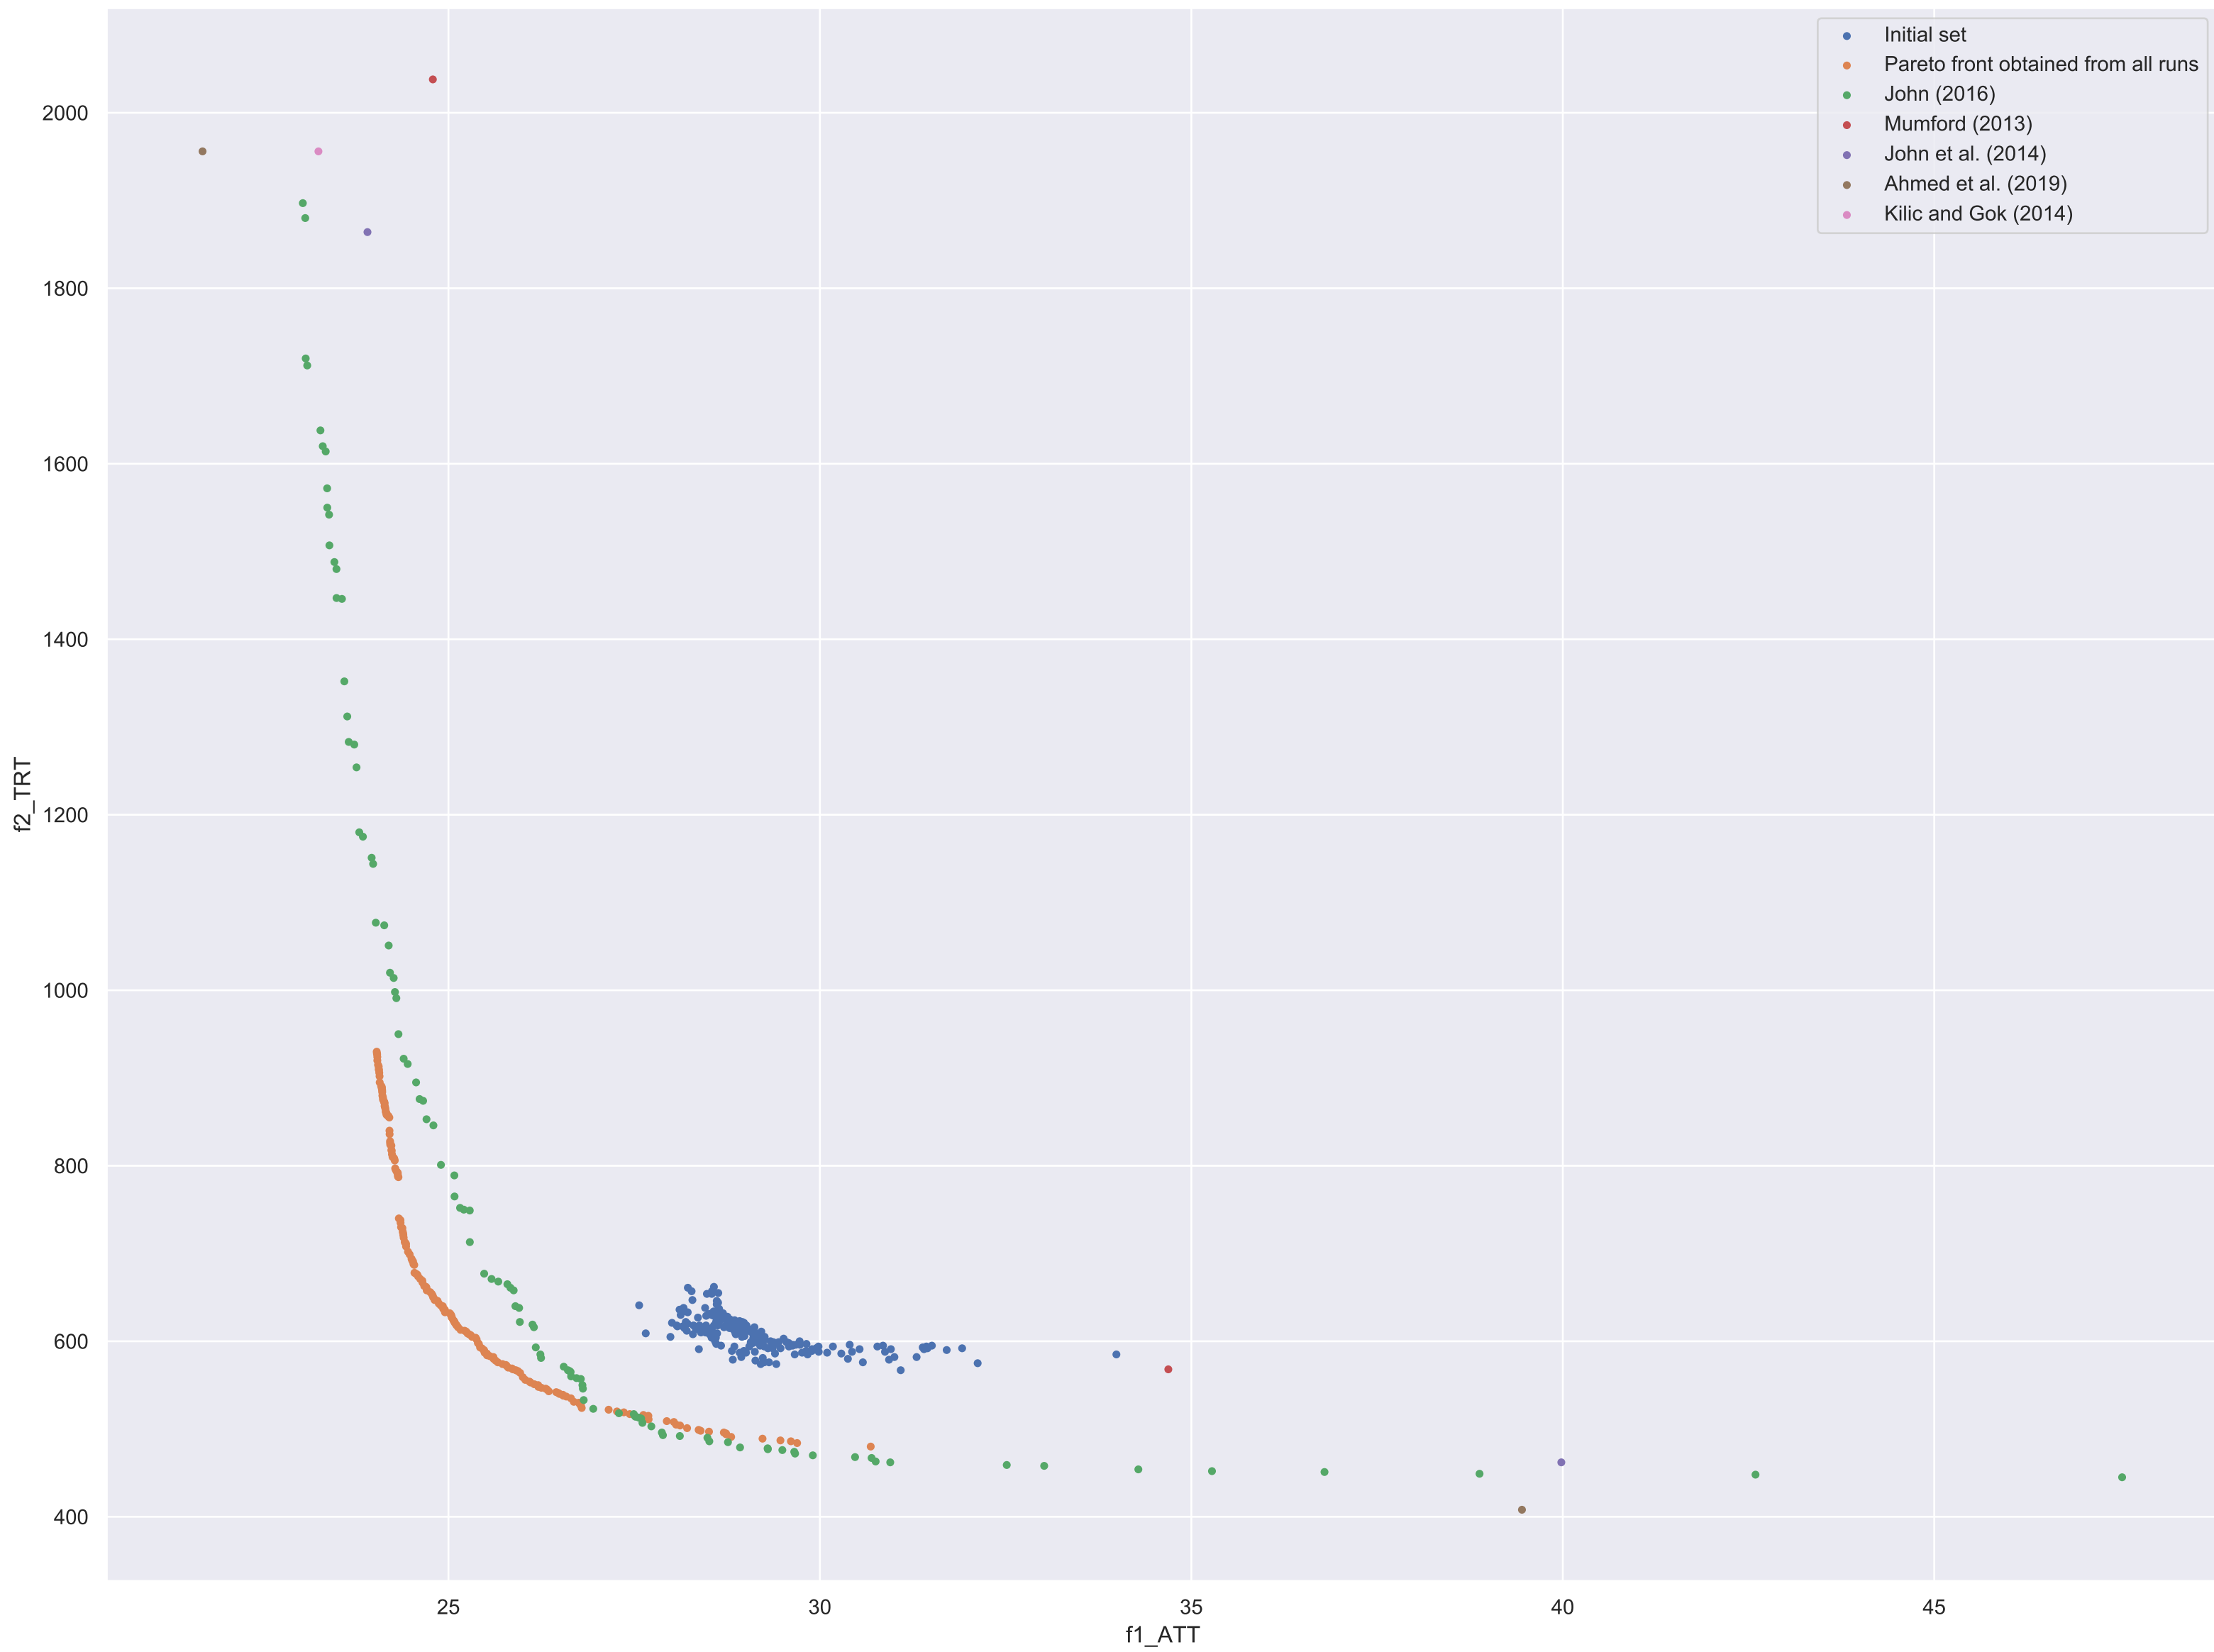 Initial set
Pareto front obtained from all runs
John (2016)
Mumford (2013)
John et al. (2014)
Ahmed et al. (2019)
Kilic and Gok (2014)
2000
1800
1600
1400
1200
1000
800
600
400
f2_TRT
25 30 35 40 45
f1_ATT